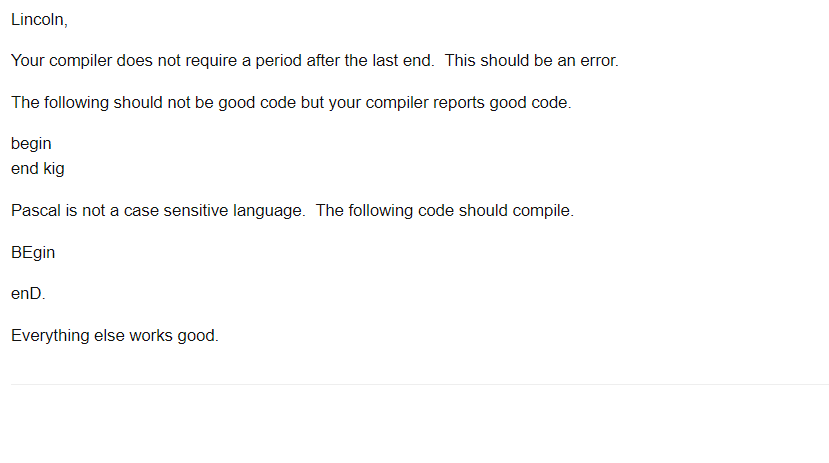 Lincoln,
Your compiler does not require a period after the last end.  This should be an error.
The following should not be good code but your compiler reports good code.
begin
end kig
Pascal is not a case sensitive language.  The following code should compile.
BEgin
enD.
Everything else works good.